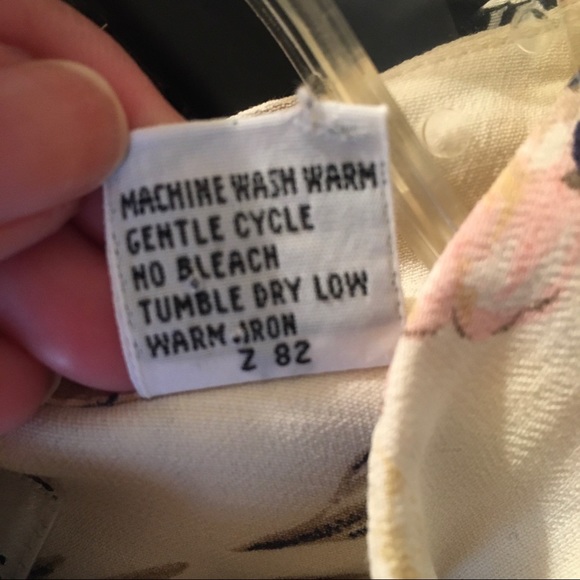 MACHINE WASH WARM
GENTLE CYCLE
NO BLEACH
TUMBLE DRY LOW
WARM IRON
Z 82